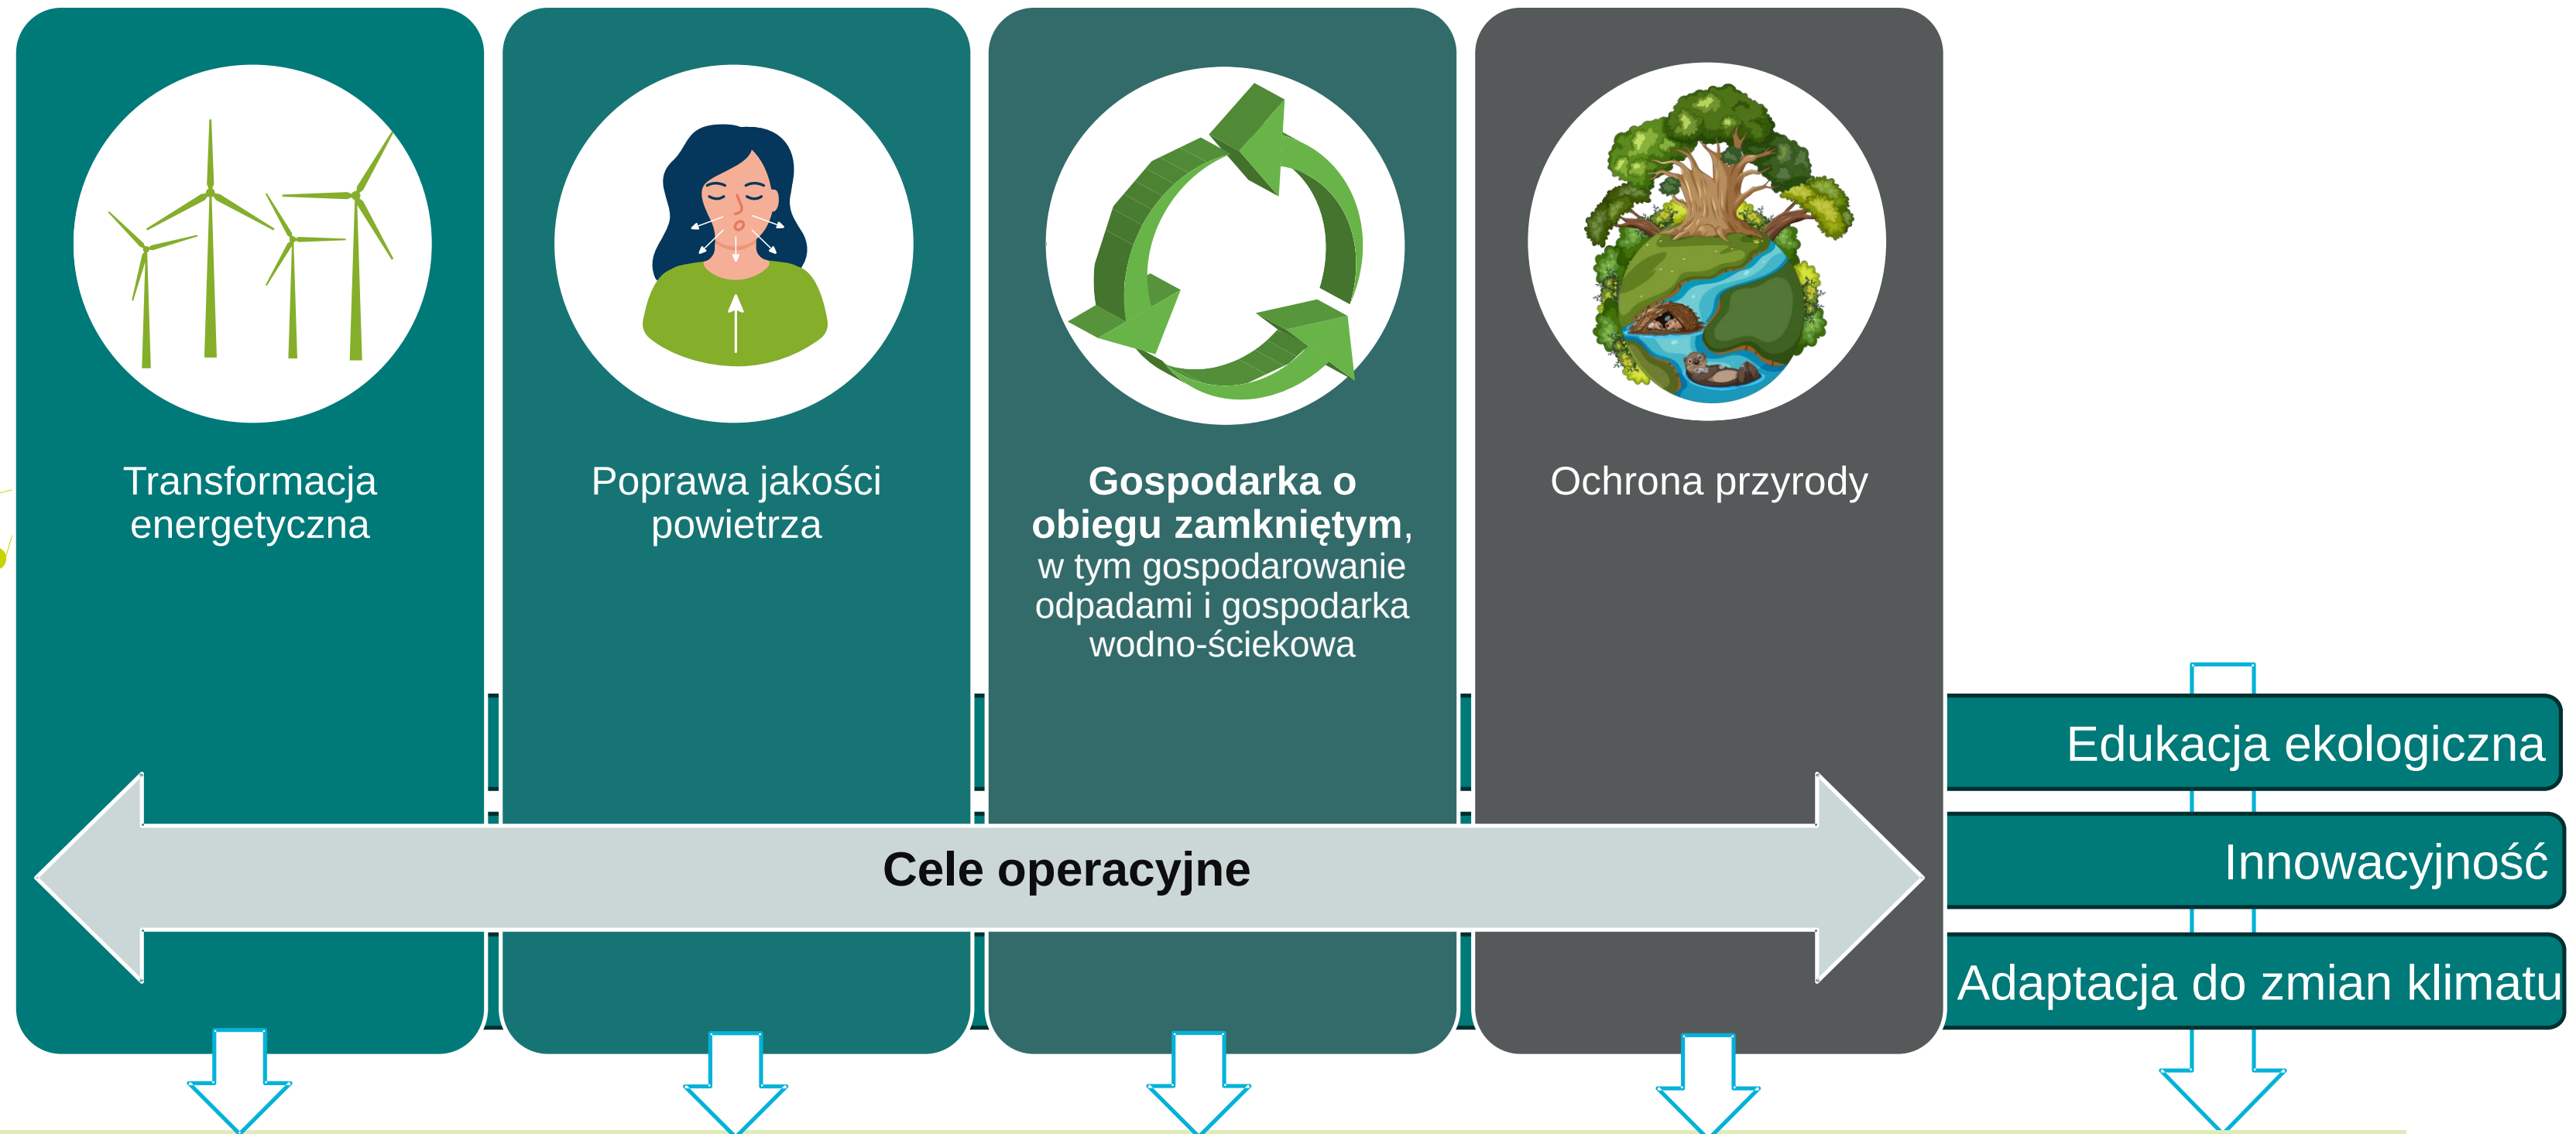 Transformacja
energetyczna
Poprawa jakości
powietrza
Gospodarka o
obiegu zamkniętym,
w tym gospodarowanie
odpadami i gospodarka
wodno-ściekowa
Ochrona przyrody
Edukacja ekologiczna
Innowacyjność
Adaptacja do zmian klimatu
Cele operacyjne